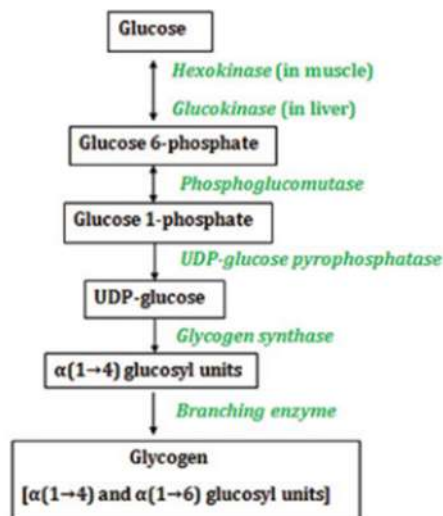 Glucose
Hexokinase (in muscle)
Glucokinase (in liver)
Glucose 6-phosphate
Phosphoglucomutase
Glucose 1-phosphate
UDP-glucose pyrophosphatase
UDP-glucose
Glycogen synthase
α(1→4) glucosyl units
Branching enzyme
Glycogen
[α(1→4) and α(1→6) glucosyl units]